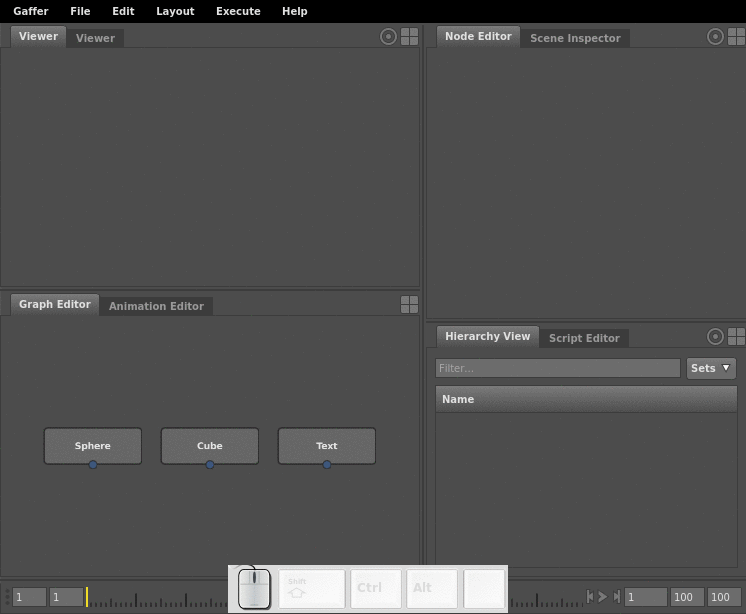 Gaffer File Edit Layout Execute Help
Viewer Viewer
Node Editor Scene Inspector
Graph Editor Animation Editor
Sphere Cube Text
Hierarchy View Script Editor
Filter... Sets
Name
1 1 1 100 100
Shift Ctrl Alt